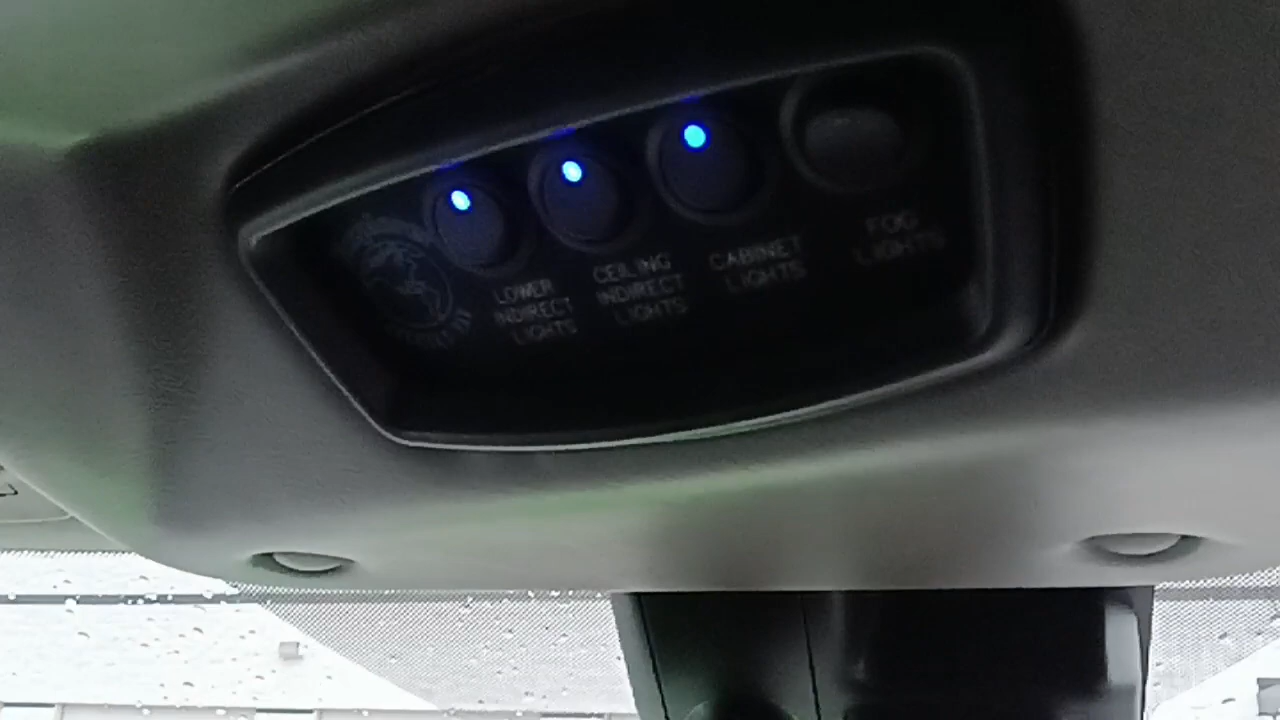 LOWER
INDIRECT
LIGHTS
CEILING
INDIRECT
LIGHTS
CABINET
LIGHTS
FOG
LIGHTS